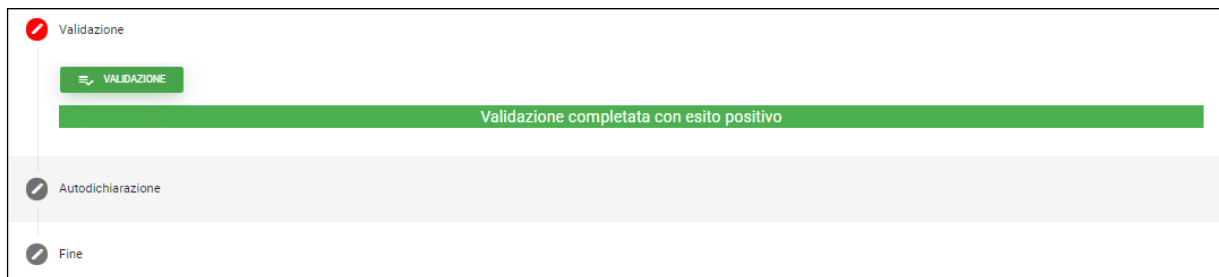 Validazione
VALIDAZIONE
Validazione completata con esito positivo
Autodichiarazione
Fine